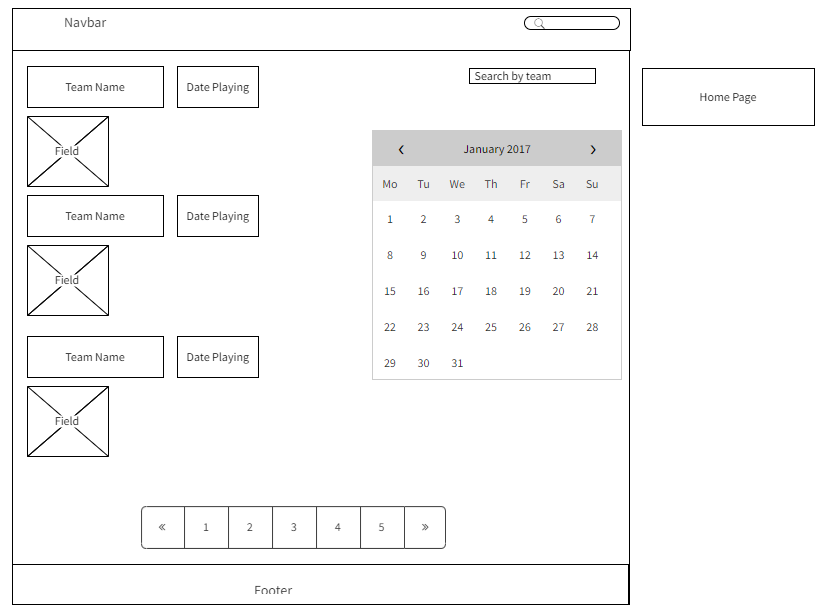 Navbar
Team Name Date Playing
Search by team
Home Page
Field
‹ January 2017 ›
Mo Tu We Th Fr Sa Su
1 2 3 4 5 6 7
8 9 10 11 12 13 14
15 16 17 18 19 20 21
22 23 24 25 26 27 28
29 30 31
Team Name Date Playing
Field
Team Name Date Playing
Field
« 1 2 3 4 5 »
Footer